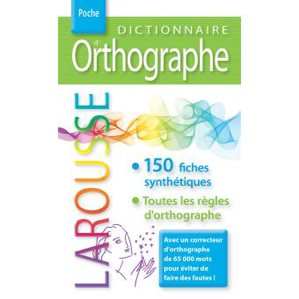 Poche
DICTIONNAIRE
d'
Orthographe
LAROUSSE
• 150 fiches
synthétiques
• Toutes les règles
d'orthographe
Avec un correcteur
d'orthographe
de 65 000 mots
pour éviter de
faire des fautes !